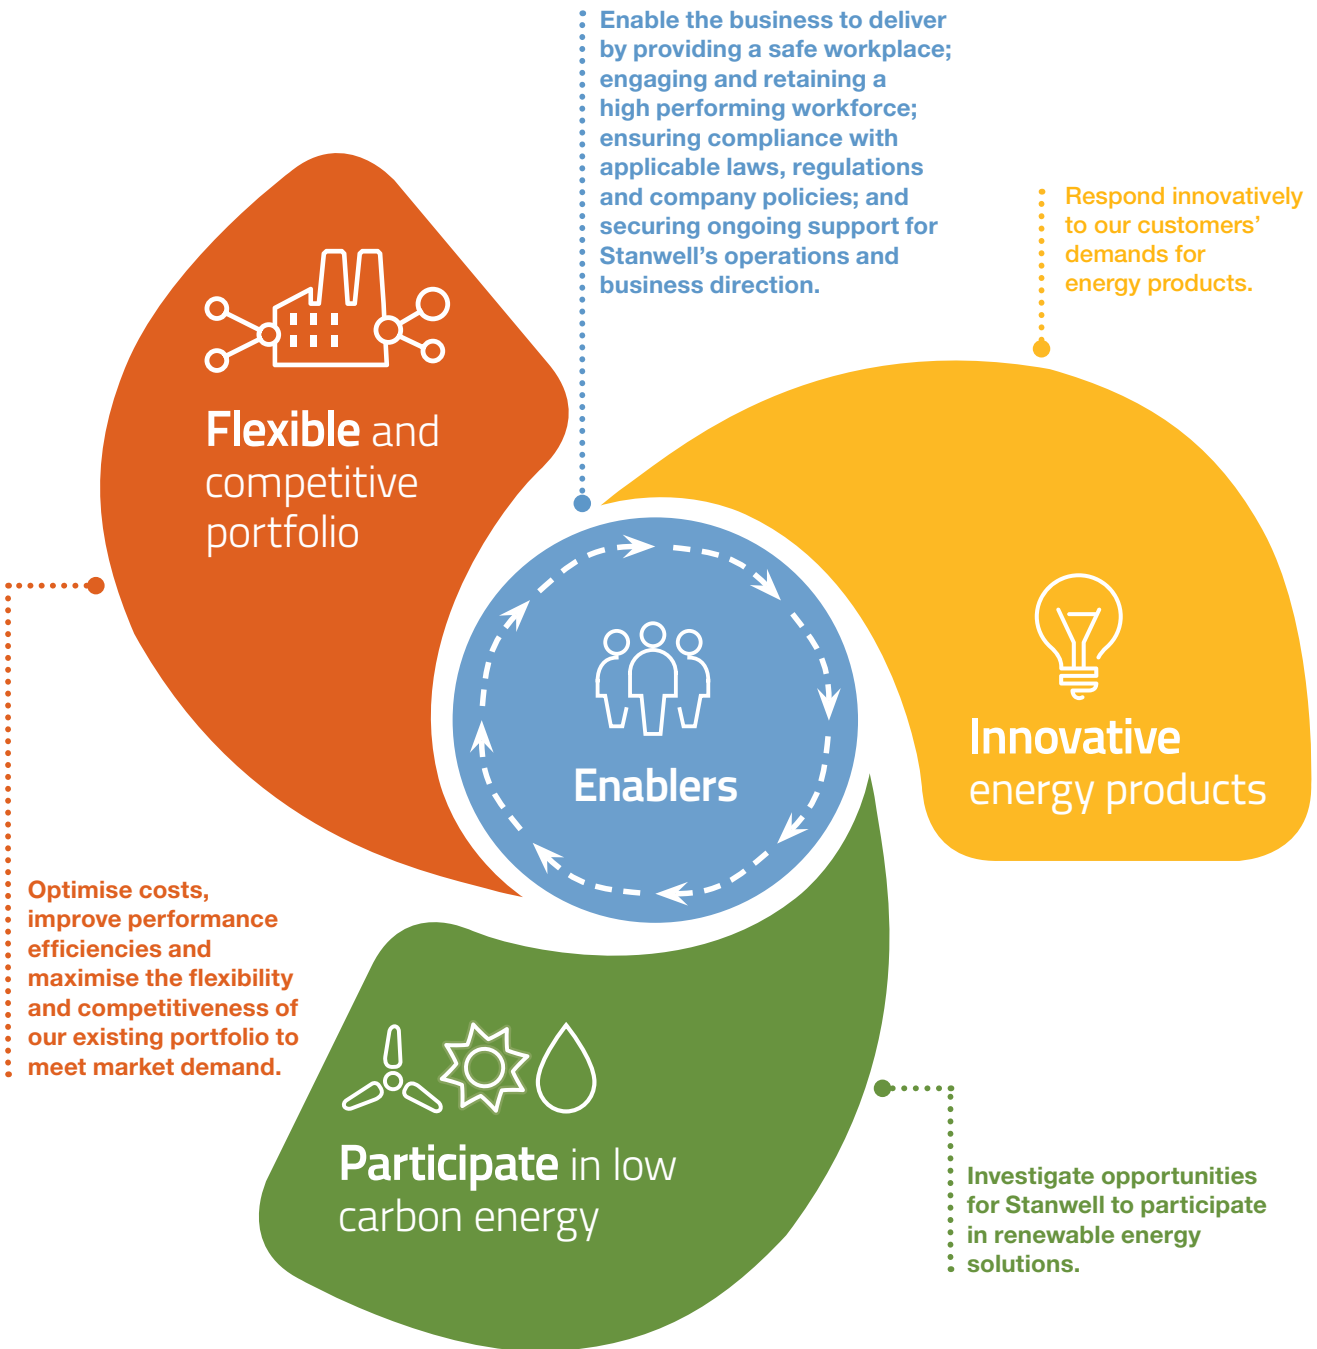 Enable the business to deliver
by providing a safe workplace;
engaging and retaining a
high performing workforce;
ensuring compliance with
applicable laws, regulations
and company policies; and
securing ongoing support for
Stanwell’s operations and
business direction.
Respond innovatively
to our customers’
demands for
energy products.
Flexible and
competitive
portfolio
Innovative
energy products
Enablers
Optimise costs,
improve performance
efficiencies and
maximise the flexibility
and competitiveness of
our existing portfolio to
meet market demand.
Participate in low
carbon energy
Investigate opportunities
for Stanwell to participate
in renewable energy
solutions.